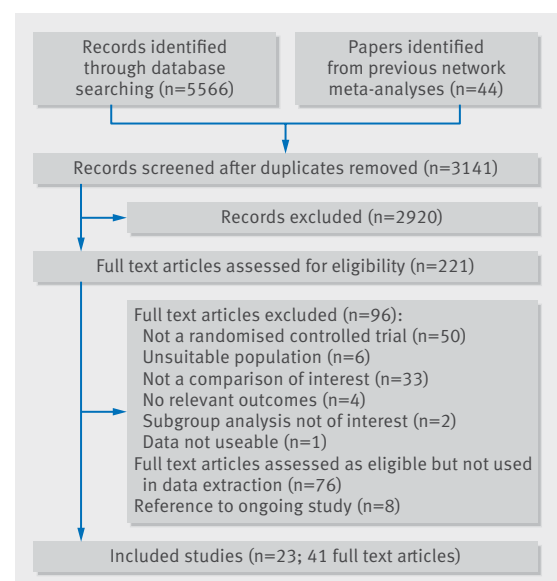 Records identified
through database
searching (n=5566)
Papers identified
from previous network
meta-analyses (n=44)
Records screened after duplicates removed (n=3141)
Records excluded (n=2920)
Full text articles assessed for eligibility (n=221)
Full text articles excluded (n=96):
Not a randomised controlled trial (n=50)
Unsuitable population (n=6)
Not a comparison of interest (n=33)
No relevant outcomes (n=4)
Subgroup analysis not of interest (n=2)
Data not useable (n=1)
Full text articles assessed as eligible but not used
in data extraction (n=76)
Reference to ongoing study (n=8)
Included studies (n=23; 41 full text articles)